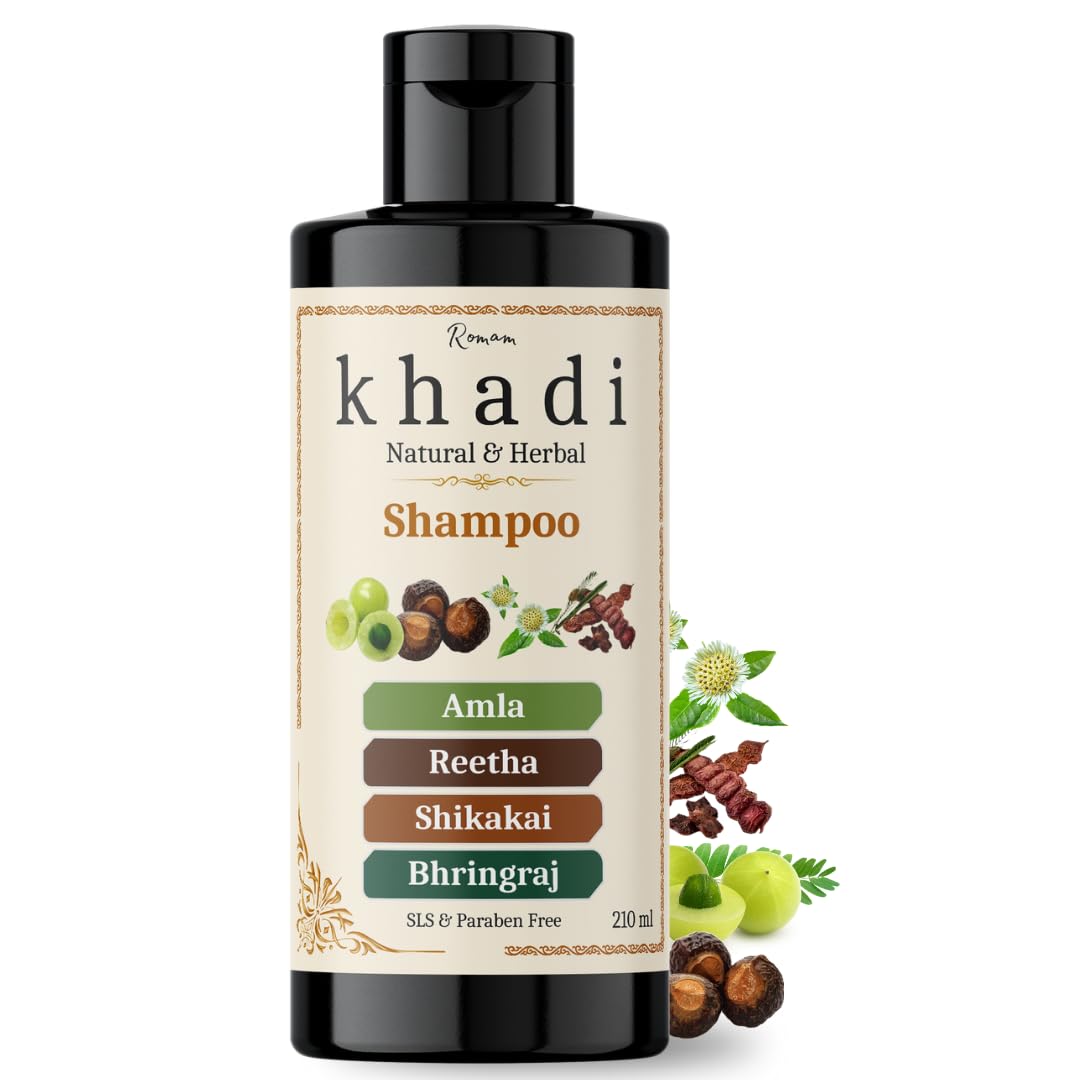 Romam
khadi
Natural & Herbal
Shampoo
Amla
Reetha
Shikakai
Bhringraj
SLS & Paraben Free
210 ml